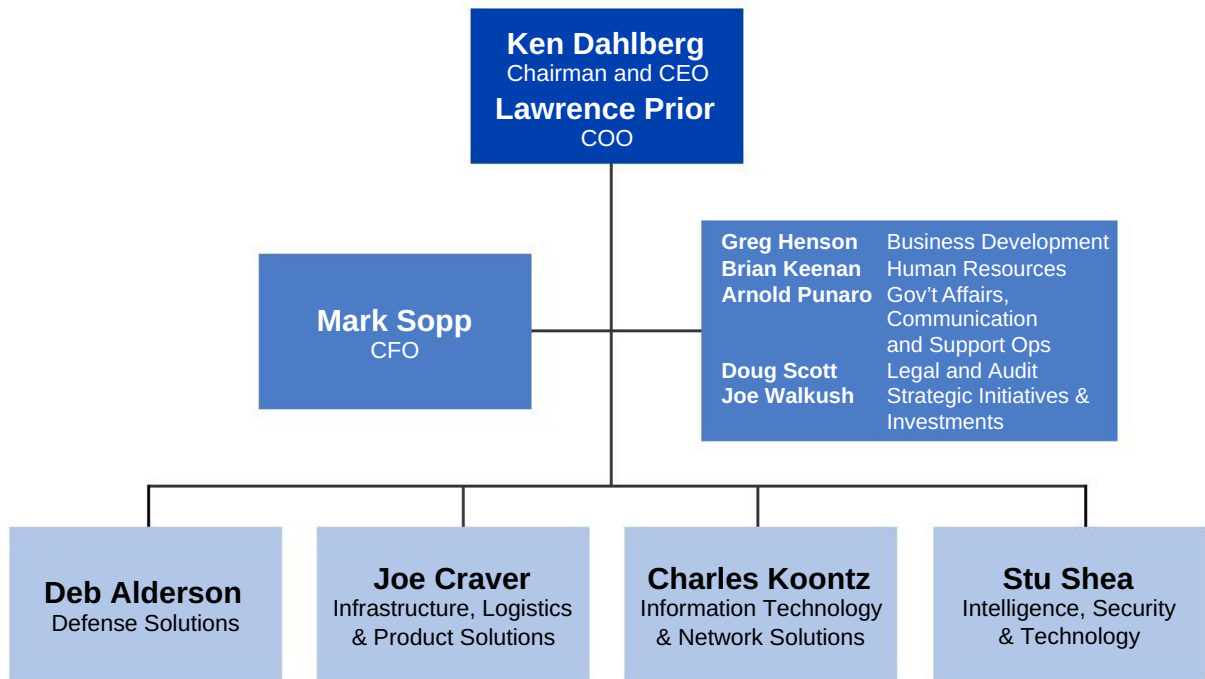 Ken Dahlberg
Chairman and CEO
Lawrence Prior
COO
Mark Sopp
CFO
Greg Henson Business Development
Brian Keenan Human Resources
Arnold Punaro Gov't Affairs,
Communication
and Support Ops
Doug Scott Legal and Audit
Joe Walkush Strategic Initiatives &
Investments
Deb Alderson
Defense Solutions
Joe Craver
Infrastructure, Logistics
& Product Solutions
Charles Koontz
Information Technology
& Network Solutions
Stu Shea
Intelligence, Security
& Technology